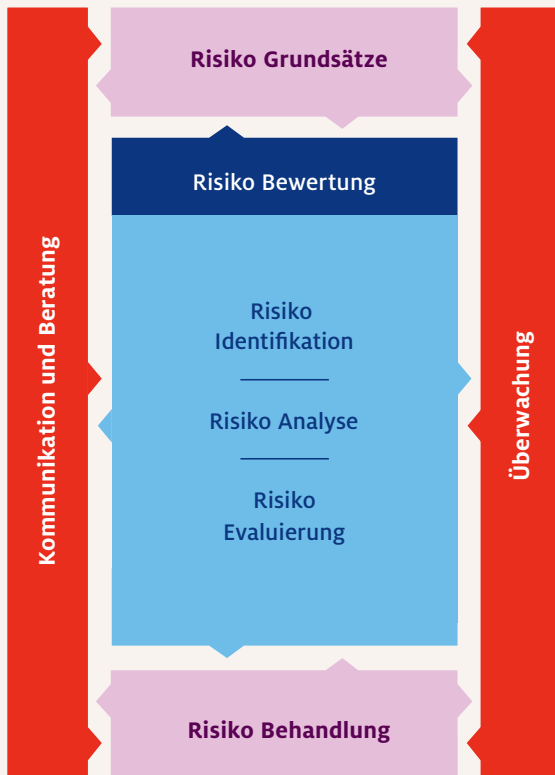 Risiko Grundsätze
Risiko Bewertung
Risiko
Identifikation
Risiko Analyse
Risiko
Evaluierung
Risiko Behandlung
Kommunikation und Beratung
Überwachung